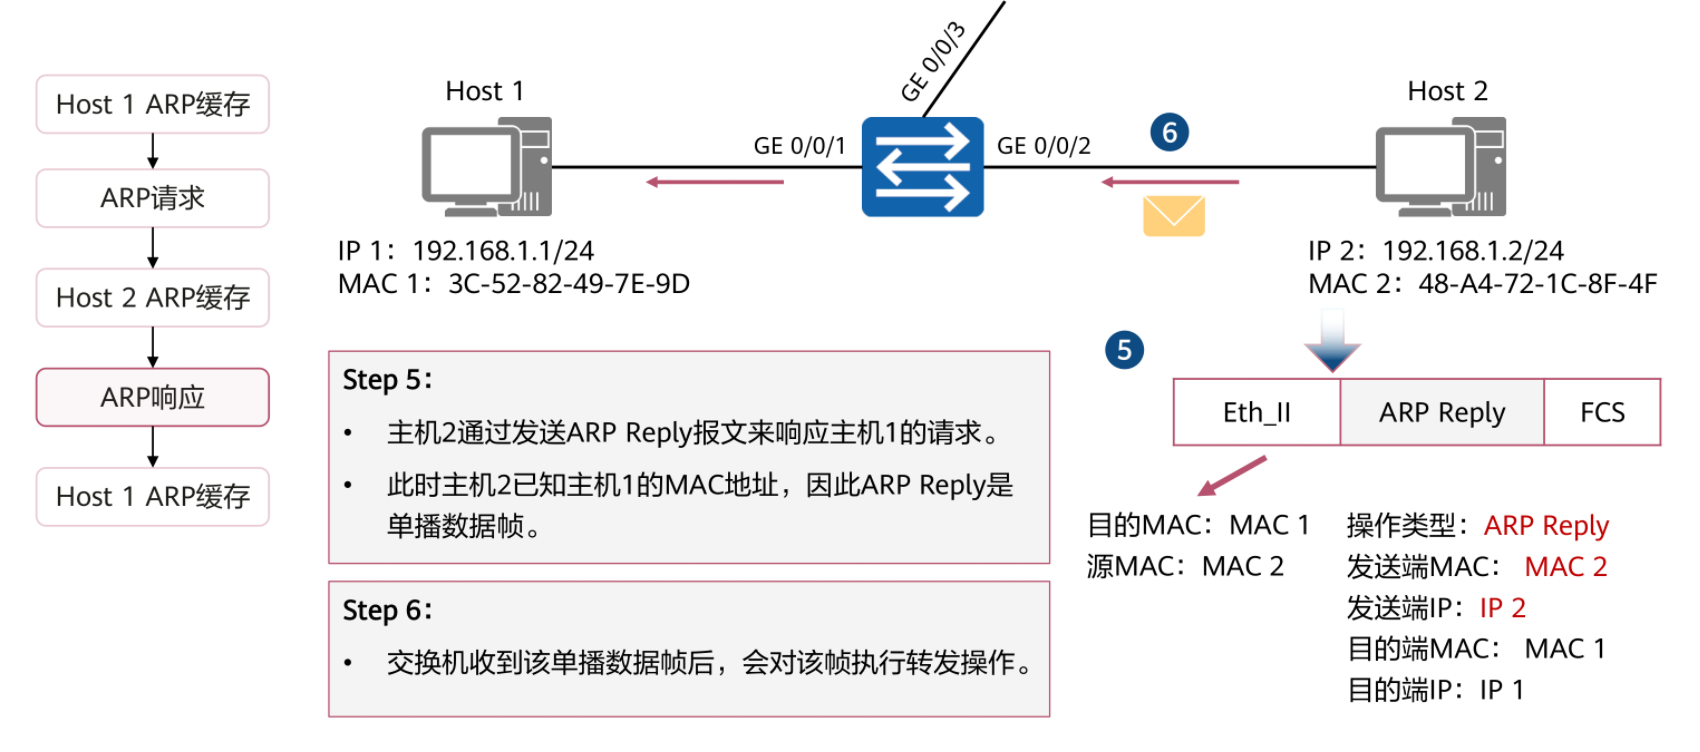 Host 1 ARP缓存
ARP请求
Host 2 ARP缓存
ARP响应
Host 1 ARP缓存
GE 0/0/3
Host 1
Host 2
GE 0/0/1
GE 0/0/2
6
IP 1：192.168.1.1/24
MAC 1：3C-52-82-49-7E-9D
IP 2：192.168.1.2/24
MAC 2：48-A4-72-1C-8F-4F
Step 5：
• 主机2通过发送ARP Reply报文来响应主机1的请求。
• 此时主机2已知主机1的MAC地址，因此ARP Reply是
单播数据帧。
Step 6：
• 交换机收到该单播数据帧后，会对该帧执行转发操作。
5
Eth_II
ARP Reply
FCS
目的MAC：MAC 1
源MAC：MAC 2
操作类型：ARP Reply
发送端MAC： MAC 2
发送端IP：IP 2
目的端MAC： MAC 1
目的端IP：IP 1